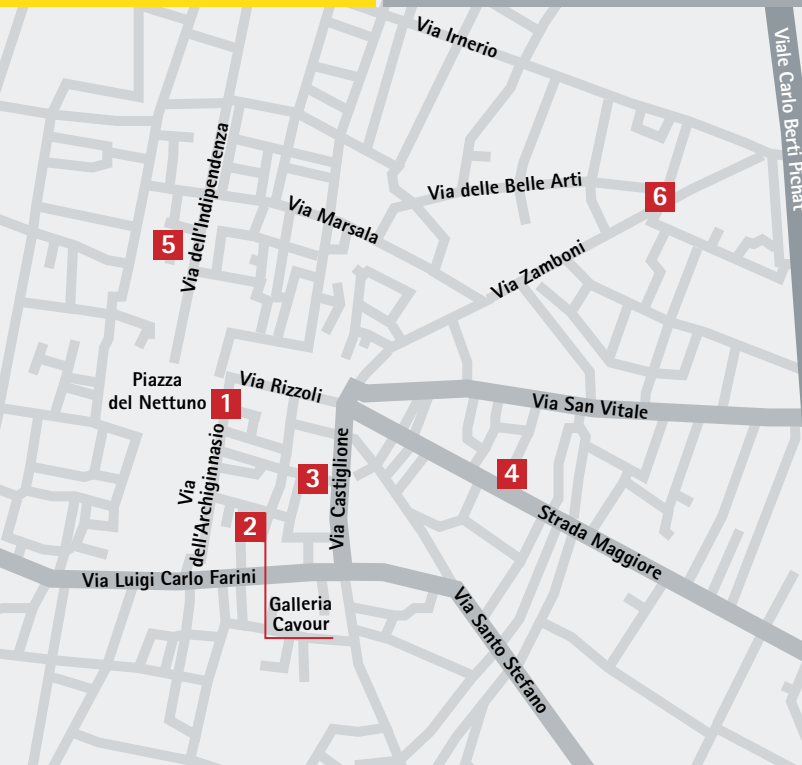 Via Irnerio
Viale Carlo Berti Pichat
Via dell'Indipendenza
Via delle Belle Arti
6
Via Marsala
5
Via Zamboni
Piazza
del Nettuno
1
Via Rizzoli
Via San Vitale
Via
dell'Archiginnasio
3
Via Castiglione
4
2
Strada Maggiore
Via Luigi Carlo Farini
Galleria
Cavour
Via Santo Stefano